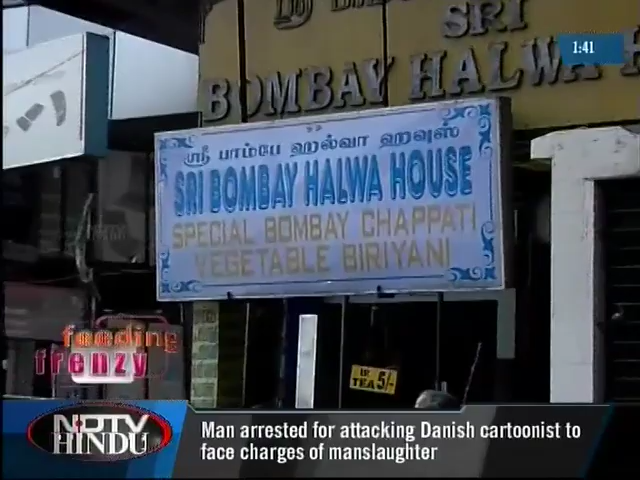 SRI
BOMBAY HALWA H
1:41
ஸ்ரீ பாம்பே ஹல்வா ஹவுஸ்
SRI BOMBAY HALWA HOUSE
SPECIAL BOMBAY CHAPPATI
VEGETABLE BIRIYANI
feeding
frenzy
TEA 5/-
NDTV
HINDU
Man arrested for attacking Danish cartoonist to
face charges of manslaughter